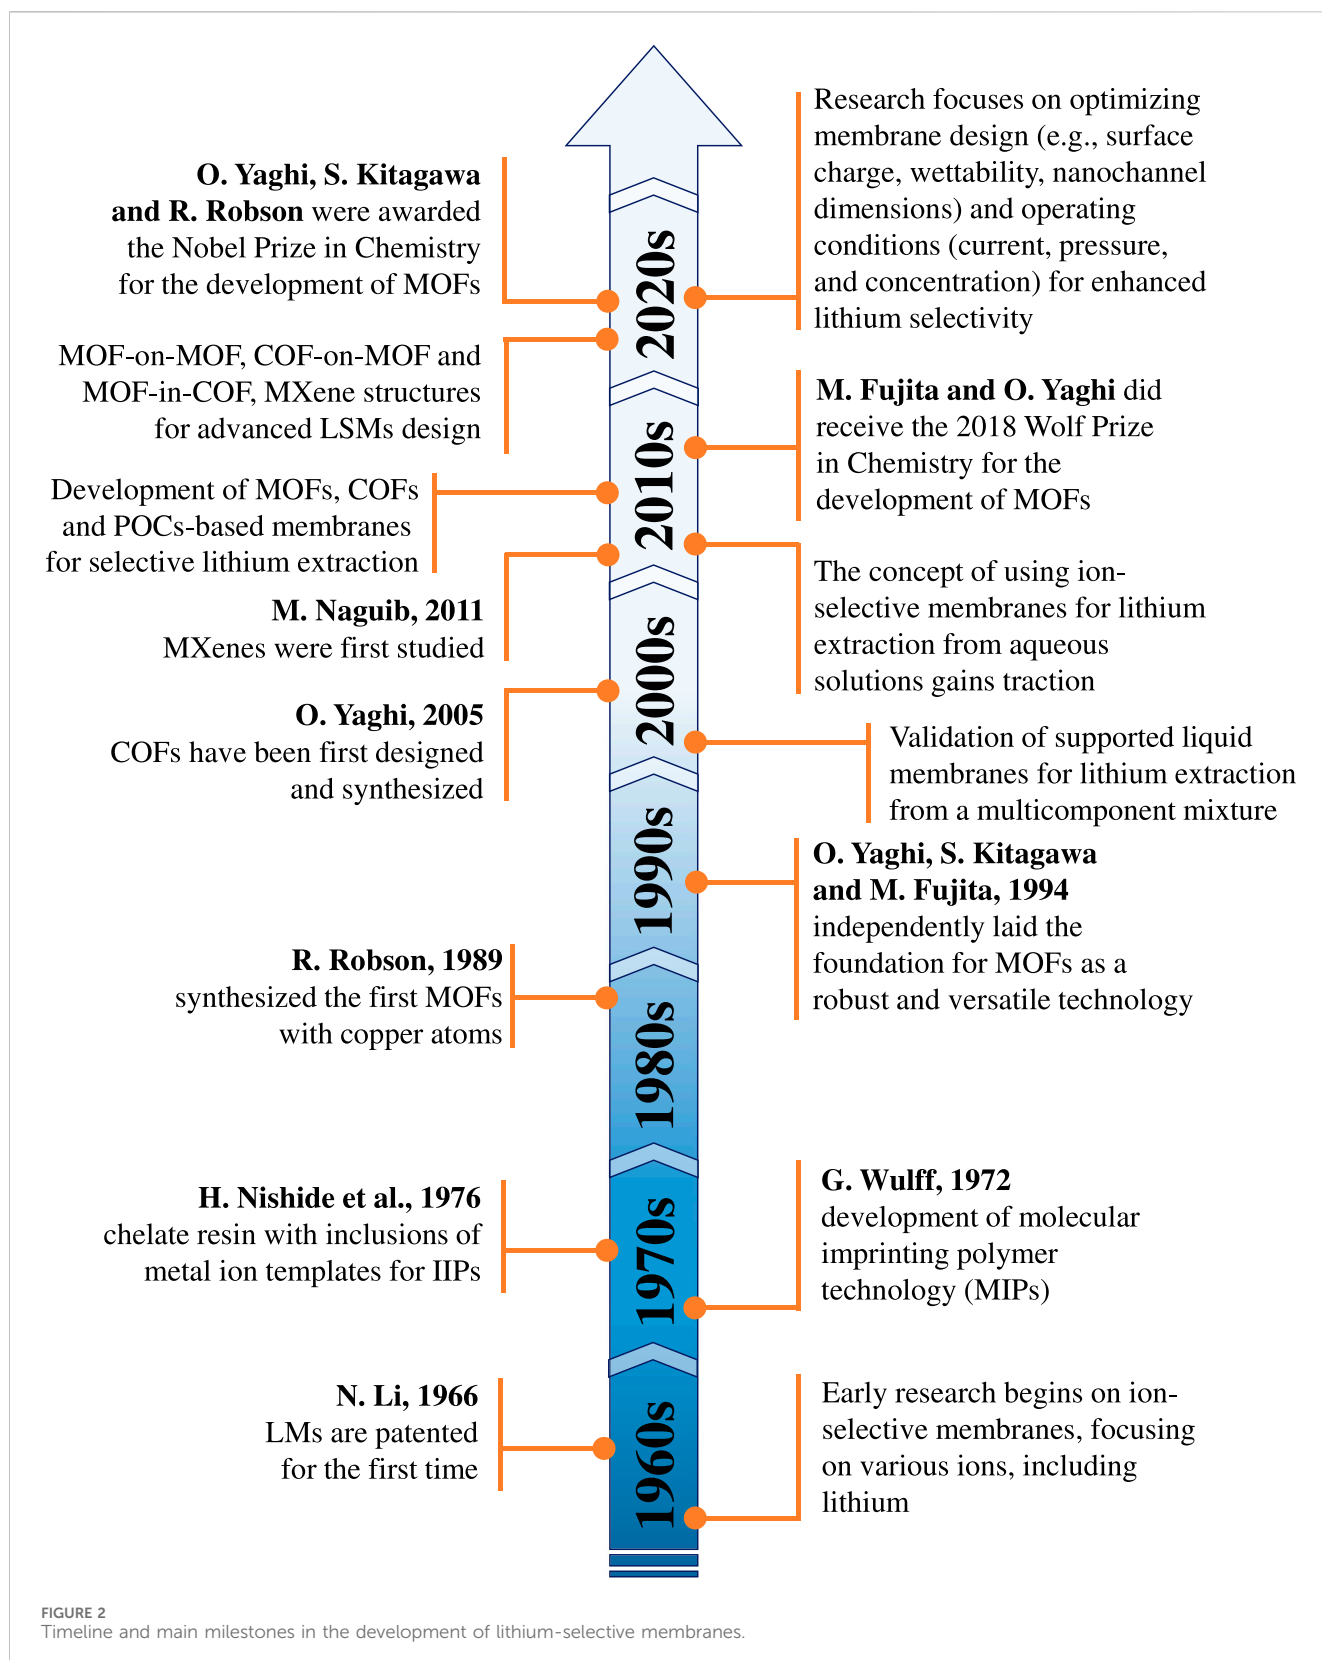 O. Yaghi, S. Kitagawa
and R. Robson were awarded
the Nobel Prize in Chemistry
for the development of MOFs
MOF-on-MOF, COF-on-MOF and
MOF-in-COF, MXene structures
for advanced LSMs design
Development of MOFs, COFs
and POCs-based membranes
for selective lithium extraction
M. Naguib, 2011
MXenes were first studied
O. Yaghi, 2005
COFs have been first designed
and synthesized
R. Robson, 1989
synthesized the first MOFs
with copper atoms
H. Nishide et al., 1976
chelate resin with inclusions of
metal ion templates for IIPs
N. Li, 1966
LMs are patented
for the first time
2020s
2010s
2000s
1990s
1980s
1970s
1960s
Research focuses on optimizing
membrane design (e.g., surface
charge, wettability, nanochannel
dimensions) and operating
conditions (current, pressure,
and concentration) for enhanced
lithium selectivity
M. Fujita and O. Yaghi did
receive the 2018 Wolf Prize
in Chemistry for the
development of MOFs
The concept of using ion-
selective membranes for lithium
extraction from aqueous
solutions gains traction
Validation of supported liquid
membranes for lithium extraction
from a multicomponent mixture
O. Yaghi, S. Kitagawa
and M. Fujita, 1994
independently laid the
foundation for MOFs as a
robust and versatile technology
G. Wulff, 1972
development of molecular
imprinting polymer
technology (MIPs)
Early research begins on ion-
selective membranes, focusing
on various ions, including
lithium
FIGURE 2
Timeline and main milestones in the development of lithium-selective membranes.